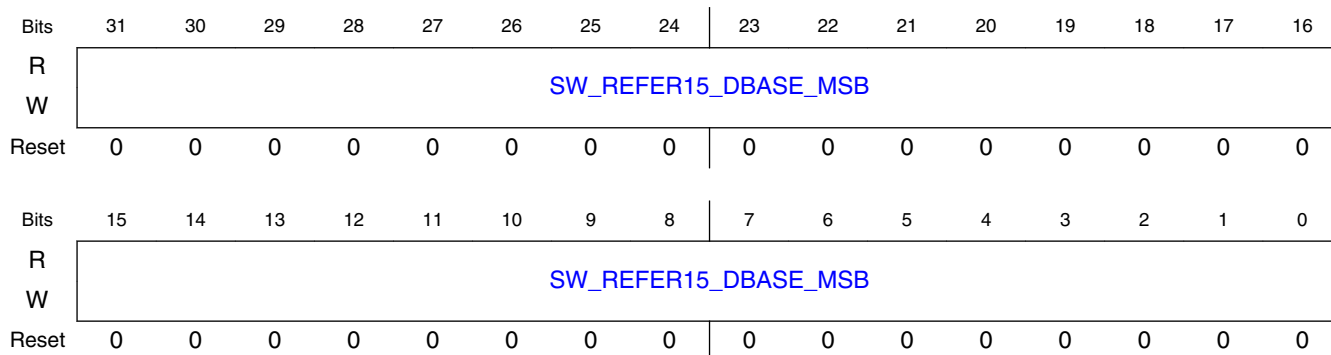 Bits 31 30 29 28 27 26 25 24 23 22 21 20 19 18 17 16
R
SW_REFER15_DBASE_MSB
W
Reset 0 0 0 0 0 0 0 0 0 0 0 0 0 0 0 0
Bits 15 14 13 12 11 10 9 8 7 6 5 4 3 2 1 0
R
SW_REFER15_DBASE_MSB
W
Reset 0 0 0 0 0 0 0 0 0 0 0 0 0 0 0 0